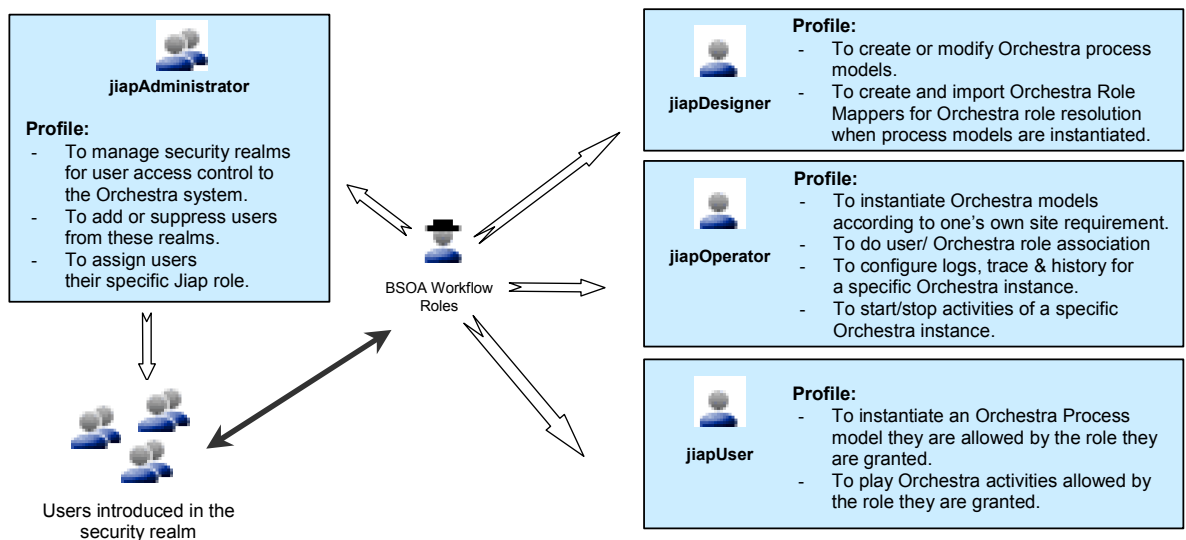 jiapAdministrator
Profile:
- To manage security realms
for user access control to
the Orchestra system.
- To add or suppress users
from these realms.
- To assign users
their specific Jiap role.
Users introduced in the
security realm
BSOA Workflow
Roles
jiapDesigner
Profile:
- To create or modify Orchestra process
models.
- To create and import Orchestra Role
Mappers for Orchestra role resolution
when process models are instantiated.
jiapOperator
Profile:
- To instantiate Orchestra models
according to one's own site requirement.
- To do user/ Orchestra role association
- To configure logs, trace & history for
a specific Orchestra instance.
- To start/stop activities of a specific
Orchestra instance.
jiapUser
Profile:
- To instantiate an Orchestra Process
model they are allowed by the role they
are granted.
- To play Orchestra activities allowed by
the role they are granted.